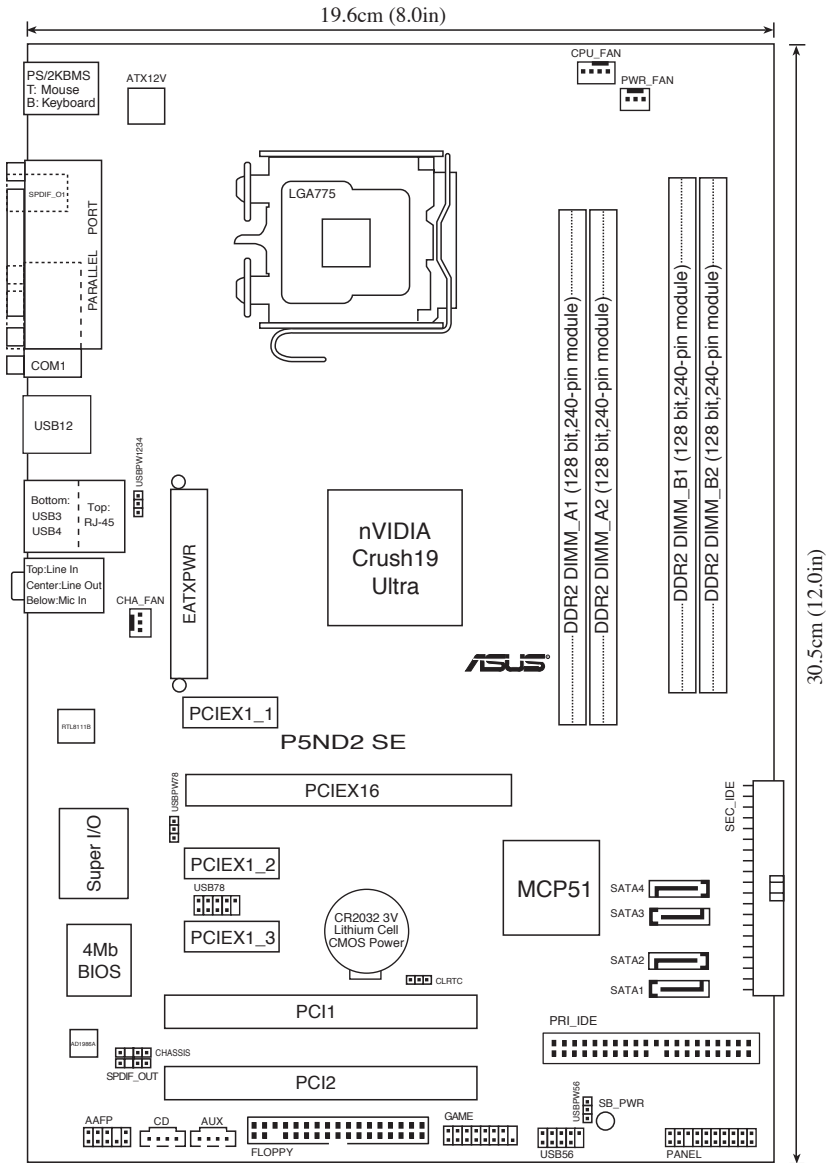 19.6cm (8.0in)
CPU_FAN
PWR_FAN
PS/2KBMS
T: Mouse
B: Keyboard
ATX12V
SPDIF_O1
PARALLEL PORT
LGA775
COM1
USB12
USBPW1234
Bottom:
USB3
USB4
Top:
RJ-45
Top:Line In
Center:Line Out
Below:Mic In
CHA_FAN
EATXPWR
nVIDIA
Crush19
Ultra
DDR2 DIMM_A1 (128 bit,240-pin module)
DDR2 DIMM_A2 (128 bit,240-pin module)
DDR2 DIMM_B1 (128 bit,240-pin module)
DDR2 DIMM_B2 (128 bit,240-pin module)
30.5cm (12.0in)
ASUS
RTL8111B
PCIEX1_1
P5ND2 SE
PCIEX16
USBPW78
Super I/O
PCIEX1_2
USB78
PCIEX1_3
CR2032 3V
Lithium Cell
CMOS Power
MCP51
SATA4
SATA3
SATA2
SATA1
SEC_IDE
4Mb
BIOS
CLRTC
PCI1
PRI_IDE
AD1986A
CHASSIS
SPDIF_OUT
PCI2
AAFP
CD
AUX
FLOPPY
GAME
USBPW56
SB_PWR
USB56
PANEL